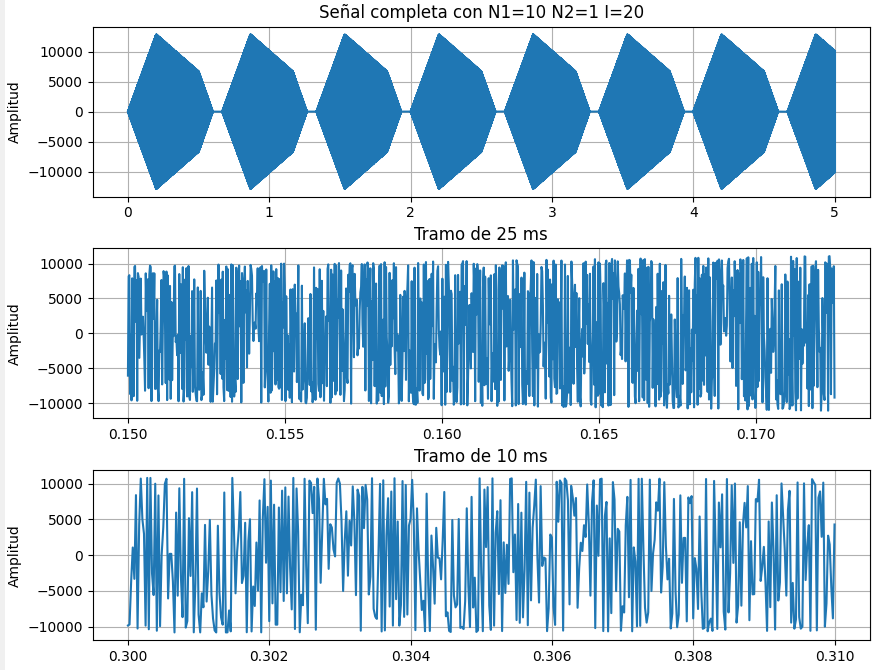 Señal completa con N1=10 N2=1 I=20
Amplitud
10000
5000
0
−5000
−10000
0 1 2 3 4 5
Tramo de 25 ms
Amplitud
10000
5000
0
−5000
−10000
0.150 0.155 0.160 0.165 0.170
Tramo de 10 ms
Amplitud
10000
5000
0
−5000
−10000
0.300 0.302 0.304 0.306 0.308 0.310